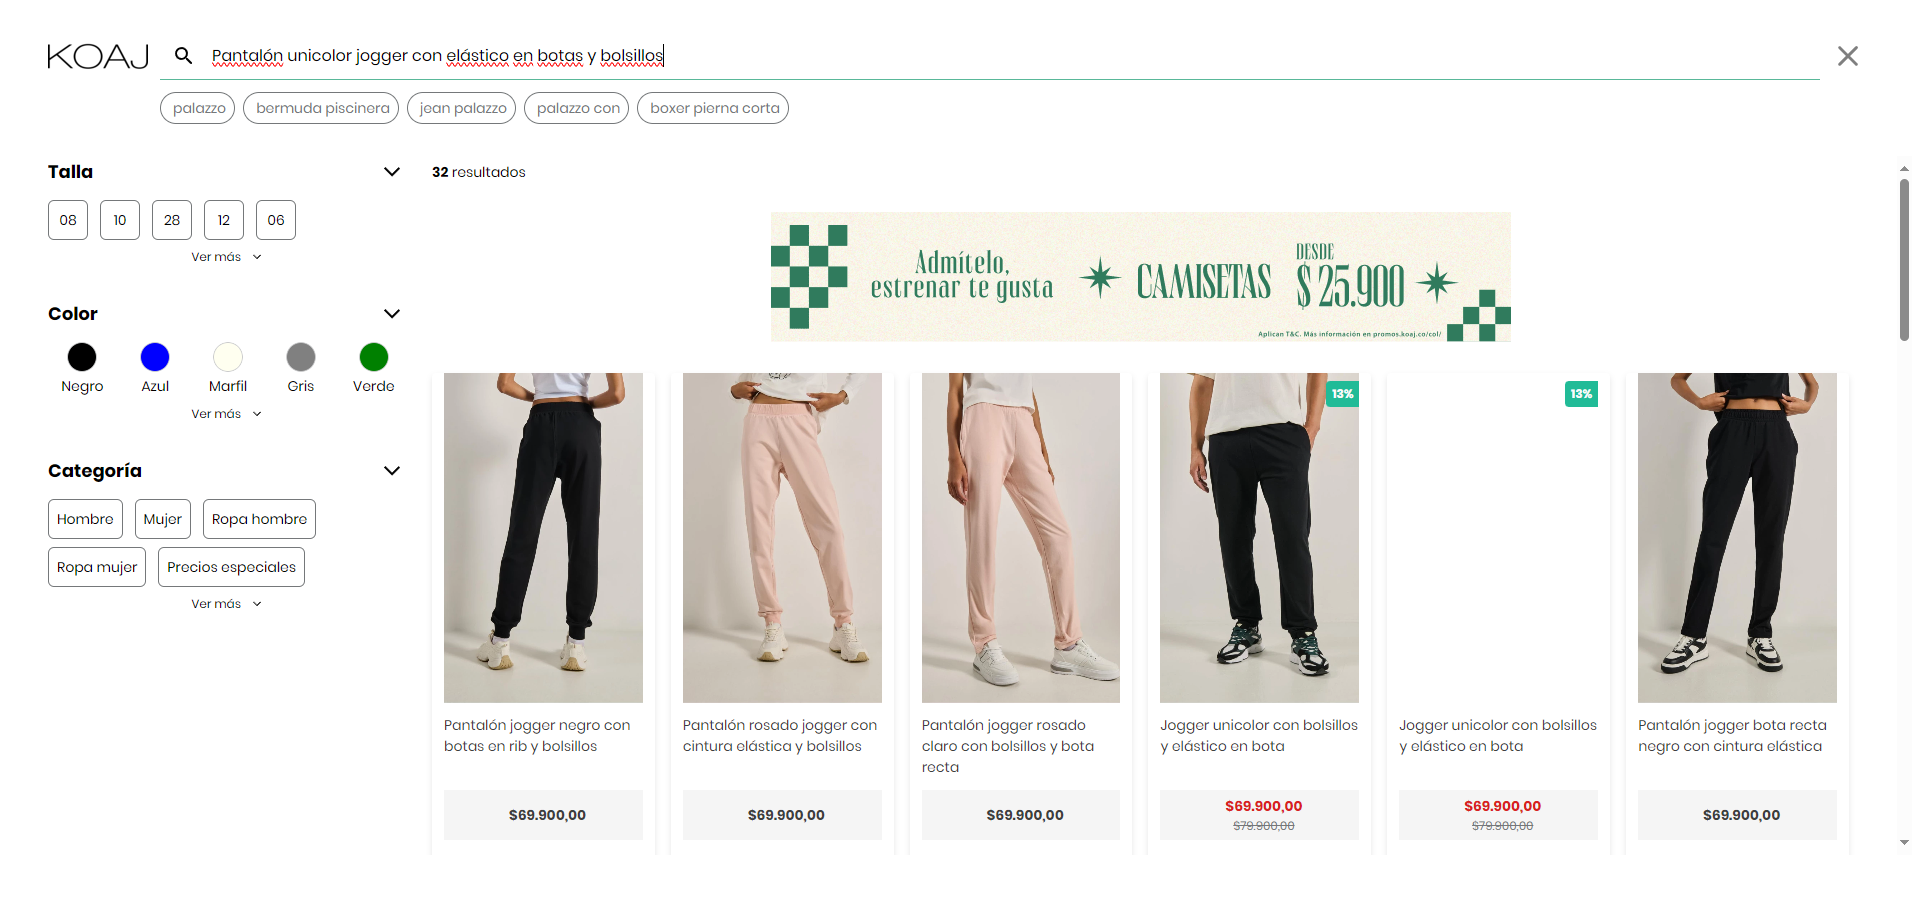 KOAJ
Pantalón unicolor jogger con elástico en botas y bolsillos
palazzo
bermuda piscinera
jean palazzo
palazzo con
boxer pierna corta
Talla
08
10
28
12
06
Ver más
Color
Negro
Azul
Marfil
Gris
Verde
Ver más
Categoría
Hombre
Mujer
Ropa hombre
Ropa mujer
Precios especiales
Ver más
32 resultados
Admítelo,
estrenar te gusta
CAMISETAS
DESDE
$ 25.900
Aplican T&C. Más información en promos.koaj.co/col/
Pantalón jogger negro con
botas en rib y bolsillos
$69.900,00
Pantalón rosado jogger con
cintura elástica y bolsillos
$69.900,00
Pantalón jogger rosado
claro con bolsillos y bota
recta
$69.900,00
13%
Jogger unicolor con bolsillos
y elástico en bota
$69.900,00
$79.900,00
13%
Jogger unicolor con bolsillos
y elástico en bota
$69.900,00
$79.900,00
Pantalón jogger bota recta
negro con cintura elástica
$69.900,00